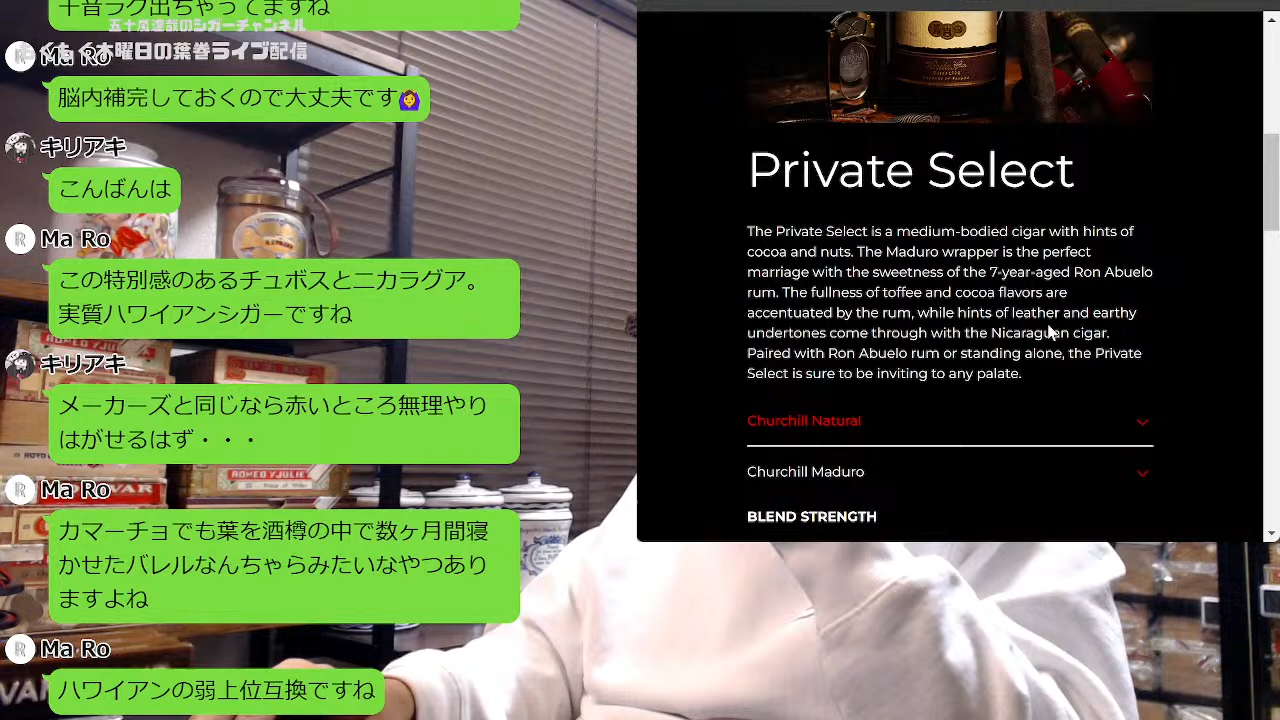 千音ラク出ちゃってますね
五十嵐達哉のシガーチャンネル
木曜日の葉巻ライブ配信
Ma Ro
脳内補完しておくので大丈夫です🙆‍♀️
キリアキ
こんばんは
Ma Ro
この特別感のあるチュボスとニカラグア。
実質ハワイアンシガーですね
キリアキ
メーカーズと同じなら赤いところ無理やり
はがせるはず・・・
Ma Ro
カマーチョでも葉を酒樽の中で数ヶ月間寝
かせたバレルなんちゃらみたいなやつあり
ますよね
Ma Ro
ハワイアンの弱上位互換ですね
ROMEO Y JULIE
Private Select
The Private Select is a medium-bodied cigar with hints of
cocoa and nuts. The Maduro wrapper is the perfect
marriage with the sweetness of the 7-year-aged Ron Abuelo
rum. The fullness of toffee and cocoa flavors are
accentuated by the rum, while hints of leather and earthy
undertones come through with the Nicaraguan cigar.
Paired with Ron Abuelo rum or standing alone, the Private
Select is sure to be inviting to any palate.
Churchill Natural
Churchill Maduro
BLEND STRENGTH